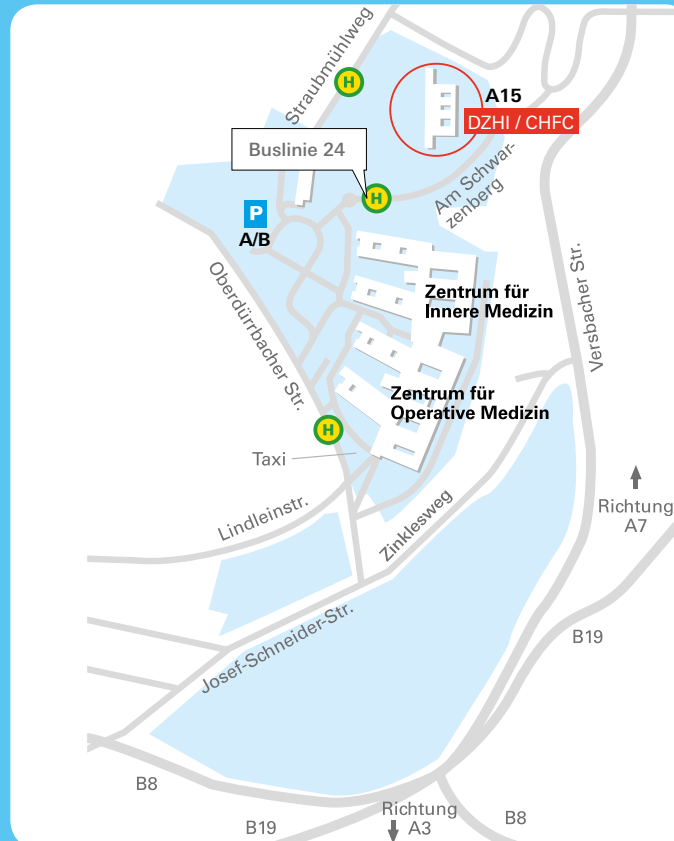 Straubmühlweg
H
A15
DZHI / CHFC
Buslinie 24
Am Schwar-
zenberg
H
P
A/B
Versbacher Str.
Oberdürrbacher Str.
Zentrum für
Innere Medizin
Zentrum für
Operative Medizin
H
Taxi
Lindleinstr.
Zinklesweg
Richtung
A7
Josef-Schneider-Str.
B19
B8
Richtung
A3
B19
B8